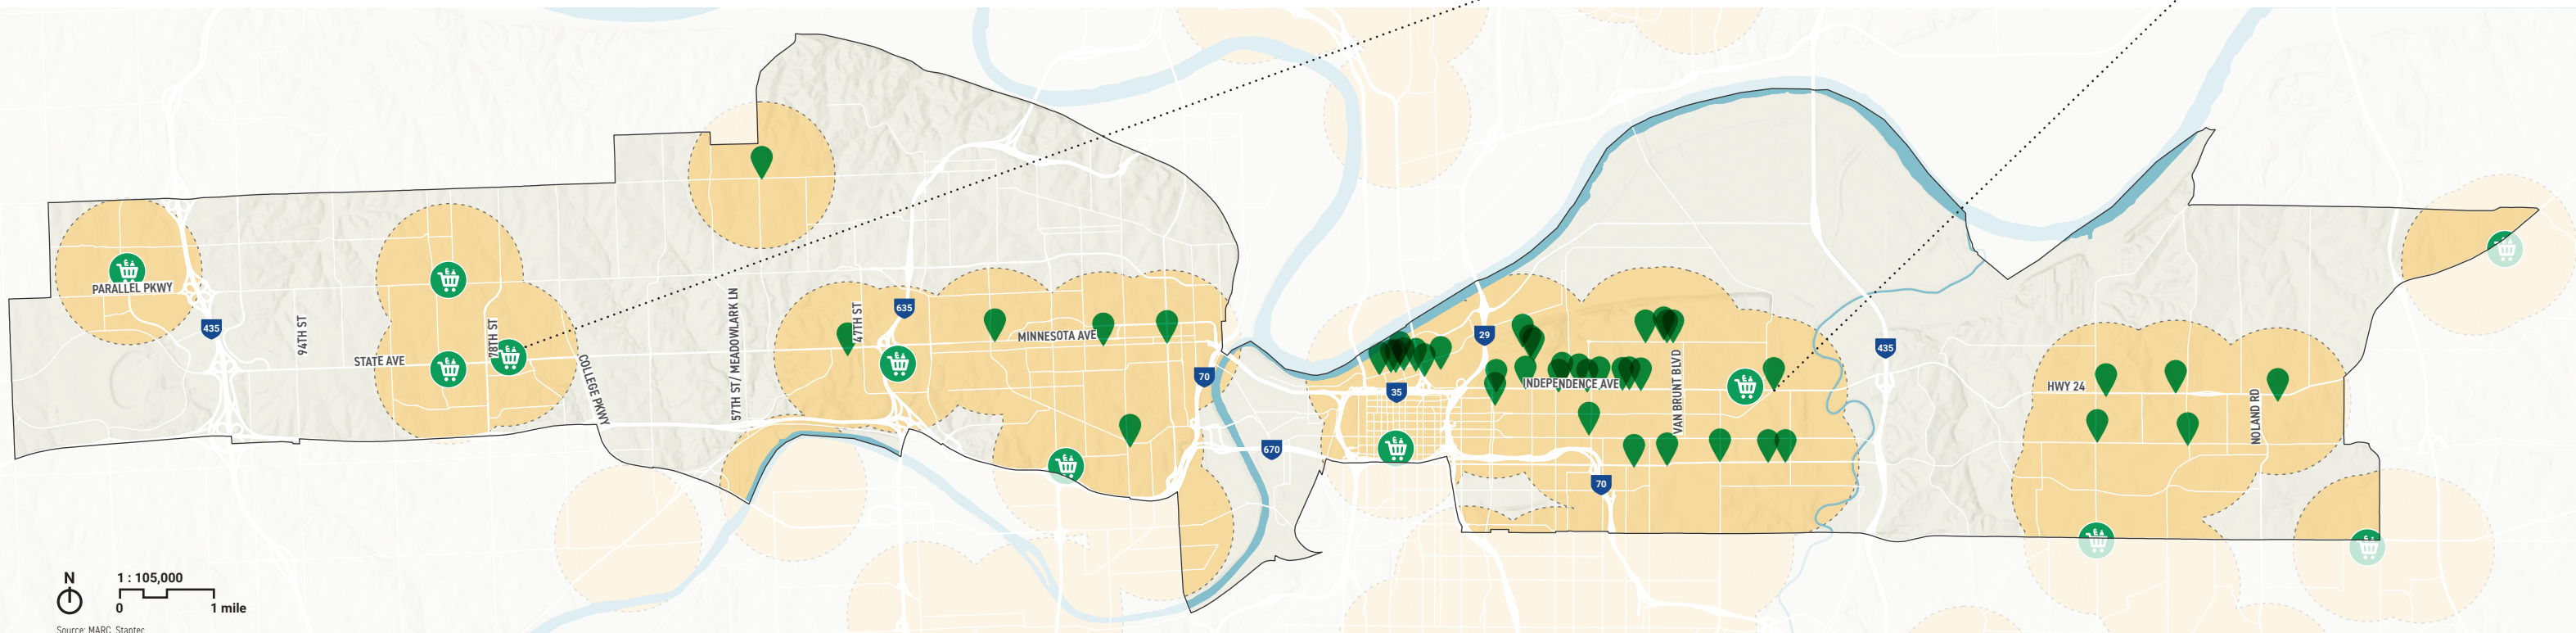 PARALLEL PKWY
435
94TH ST
STATE AVE
78TH ST
COLLEGE PKWY
57TH ST / MEADOWLARK LN
47TH ST
635
MINNESOTA AVE
70
670
35
29
INDEPENDENCE AVE
VAN BRUNT BLVD
70
435
HWY 24
NOLAND RD
N
1 : 105,000
0 1 mile
Source: MARC, Stantec